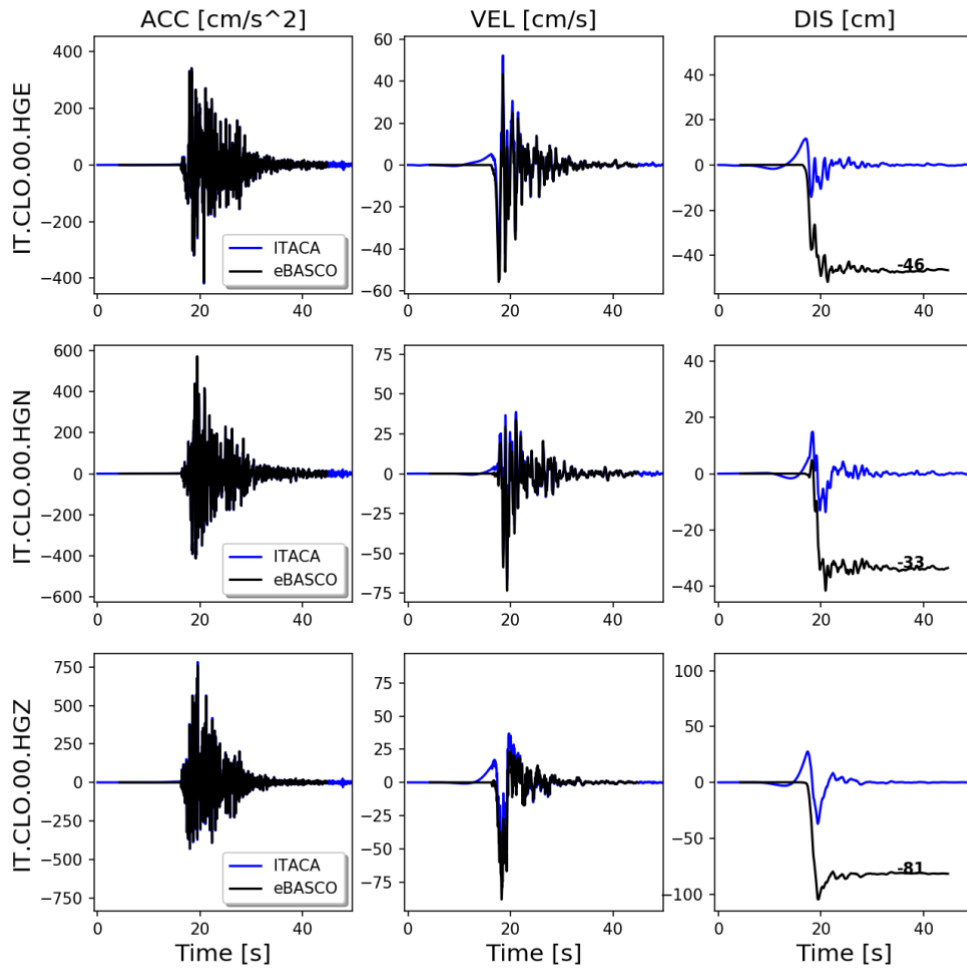 ACC [cm/s^2] VEL [cm/s] DIS [cm]
IT.CLO.00.HGE
400
200
0
−200
−400
ITACA
eBASCO
0 20 40
60
40
20
0
−20
−40
−60
0 20 40
40
20
0
−20
−40
-46
0 20 40
IT.CLO.00.HGN
600
400
200
0
−200
−400
−600
ITACA
eBASCO
0 20 40
75
50
25
0
−25
−50
−75
0 20 40
40
20
0
−20
−40
-33
0 20 40
IT.CLO.00.HGZ
750
500
250
0
−250
−500
−750
ITACA
eBASCO
0 20 40
Time [s]
75
50
25
0
−25
−50
−75
0 20 40
Time [s]
100
50
0
−50
−100
-81
0 20 40
Time [s]